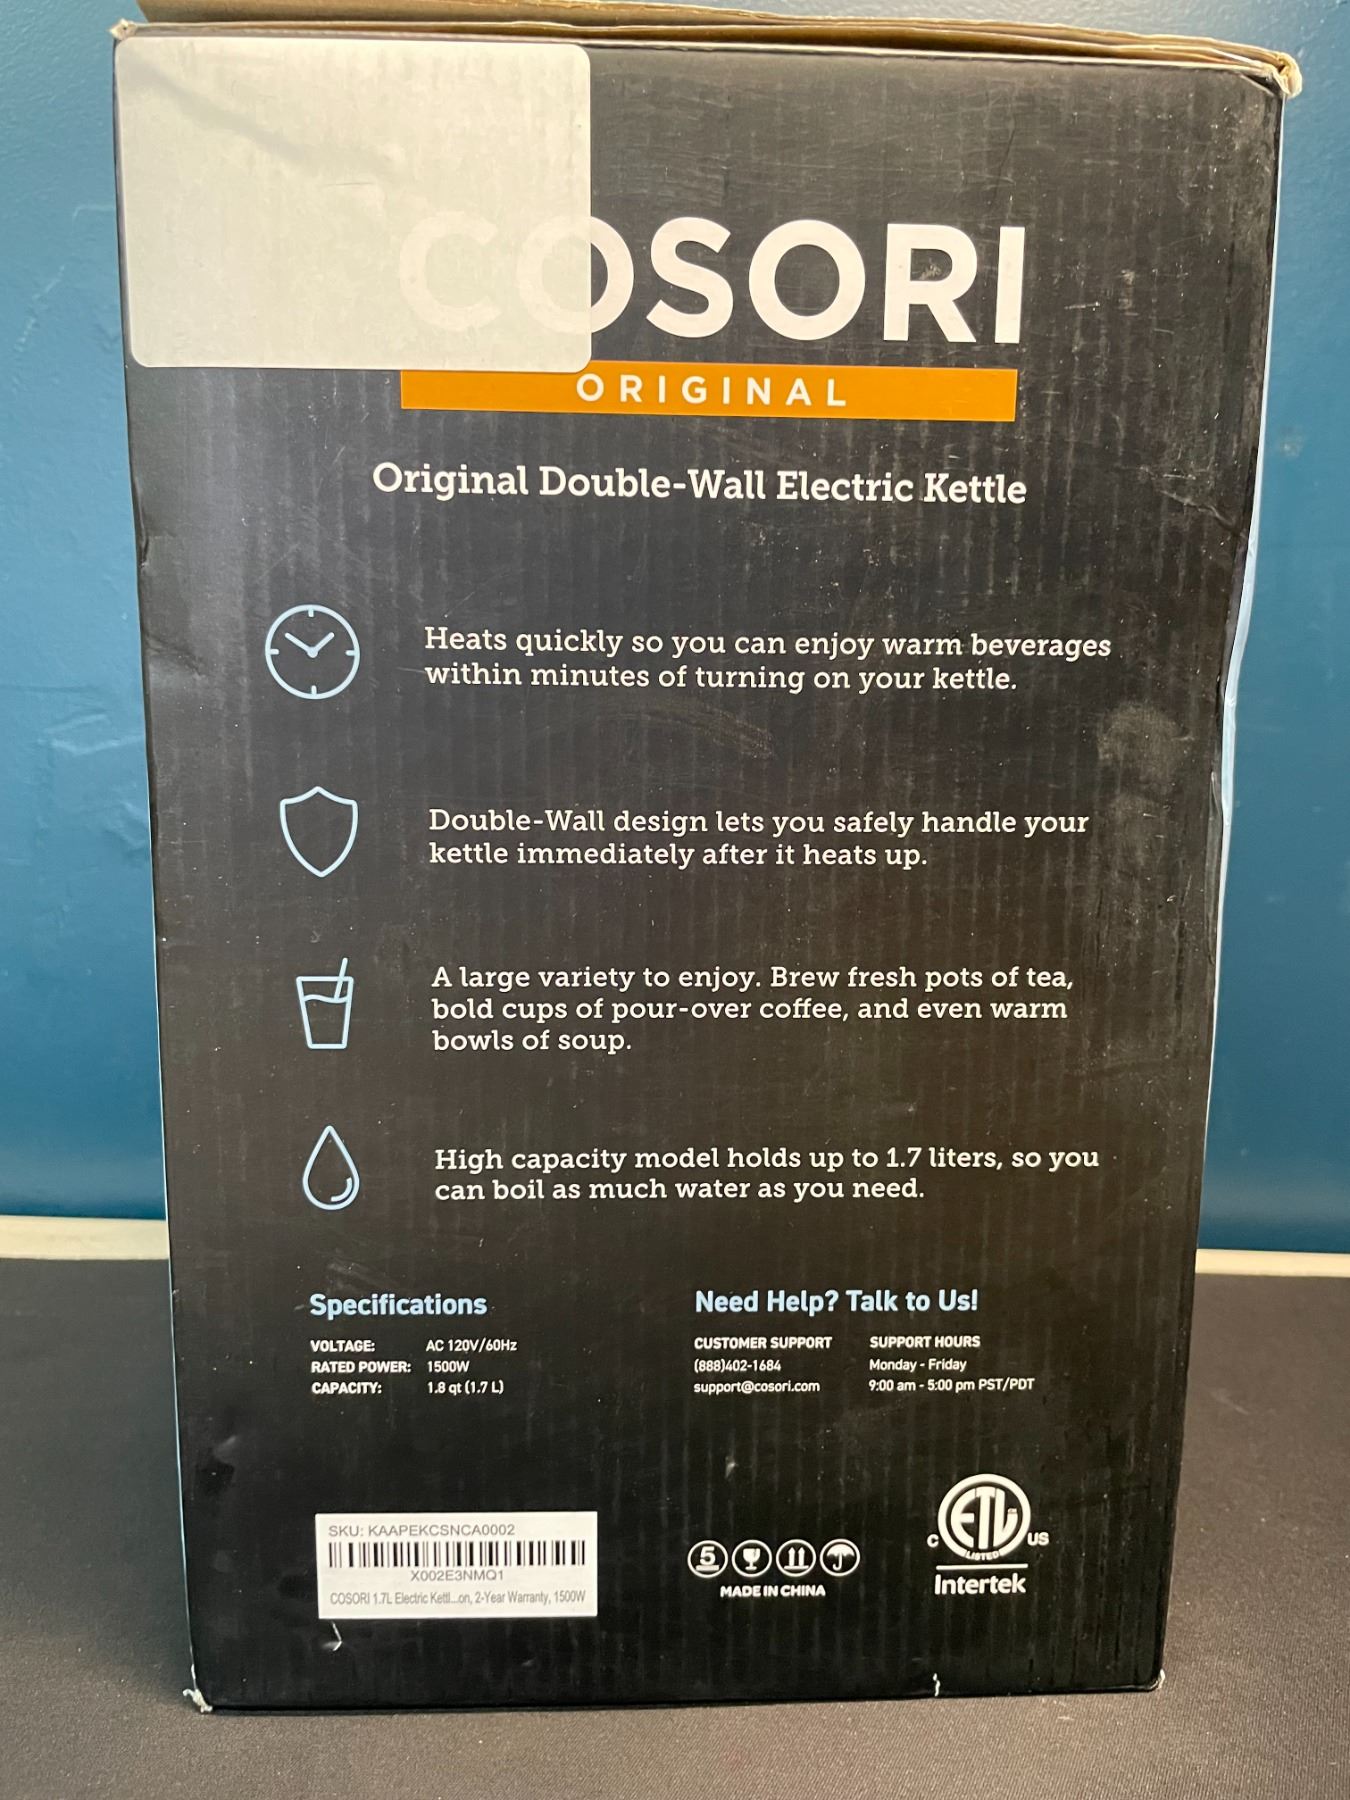 COSORI
ORIGINAL
Original Double-Wall Electric Kettle
Heats quickly so you can enjoy warm beverages
within minutes of turning on your kettle.
Double-Wall design lets you safely handle your
kettle immediately after it heats up.
A large variety to enjoy. Brew fresh pots of tea,
bold cups of pour-over coffee, and even warm
bowls of soup.
High capacity model holds up to 1.7 liters, so you
can boil as much water as you need.
Specifications
VOLTAGE: AC 120V/60Hz
RATED POWER: 1500W
CAPACITY: 1.8 qt (1.7 L)
Need Help? Talk to Us!
CUSTOMER SUPPORT
(888)402-1684
support@cosori.com
SUPPORT HOURS
Monday - Friday
9:00 am - 5:00 pm PST/PDT
SKU: KAAPEKCSNCA0002
X002E3NMQ1
COSORI 1.7L Electric Kettl...on, 2-Year Warranty, 1500W
5
MADE IN CHINA
C ETL US
LISTED
Intertek